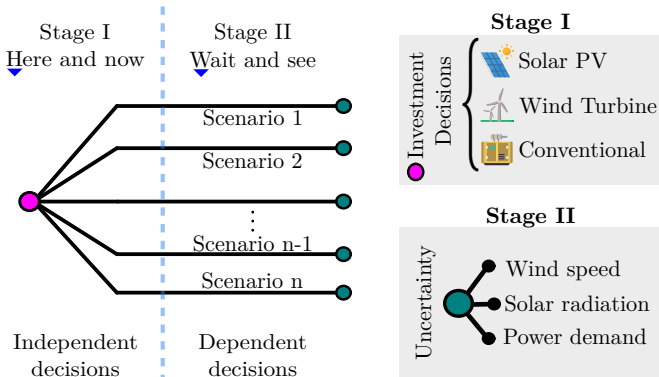 Stage I
Here and now
Stage II
Wait and see
Scenario 1
Scenario 2
⋮
Scenario n-1
Scenario n
Independent
decisions
Dependent
decisions
Stage I
Investment
Decisions
Solar PV
Wind Turbine
Conventional
Stage II
Uncertainty
Wind speed
Solar radiation
Power demand